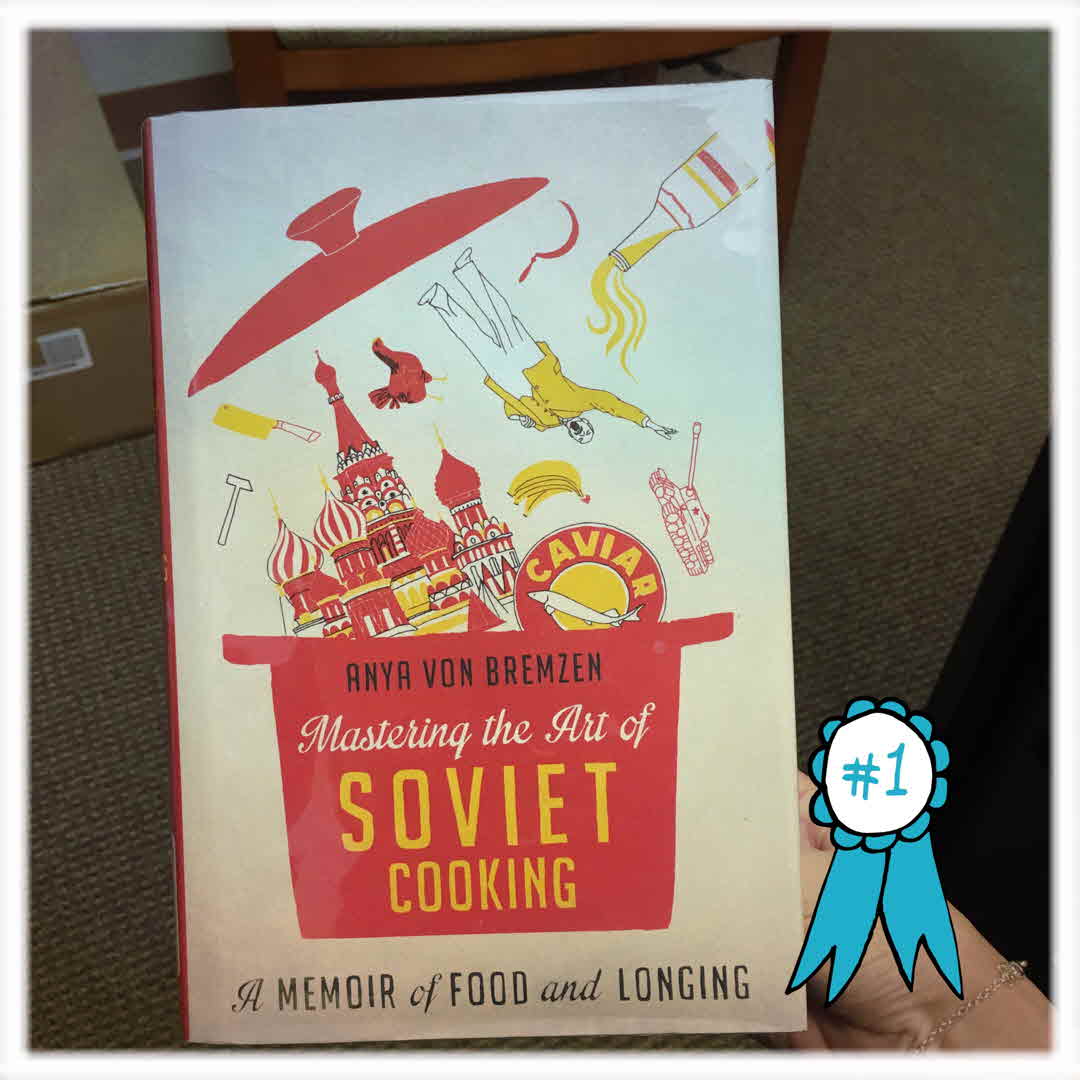 CAVIAR
ANYA VON BREMZEN
Mastering the Art of
SOVIET
COOKING
#1
A MEMOIR of FOOD and LONGING